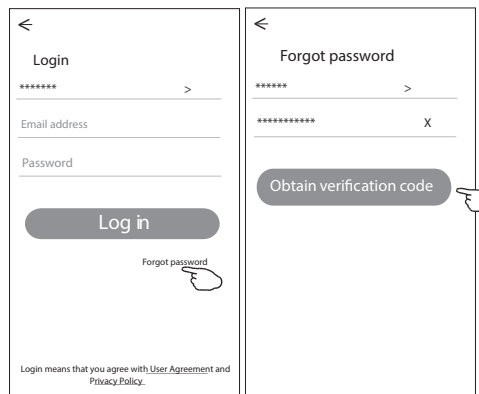 Login
******* >
Email address
Password
Log in
Forgot password
Login means that you agree with User Agreement and
Privacy Policy
Forgot password
****** >
*********** X
Obtain verification code